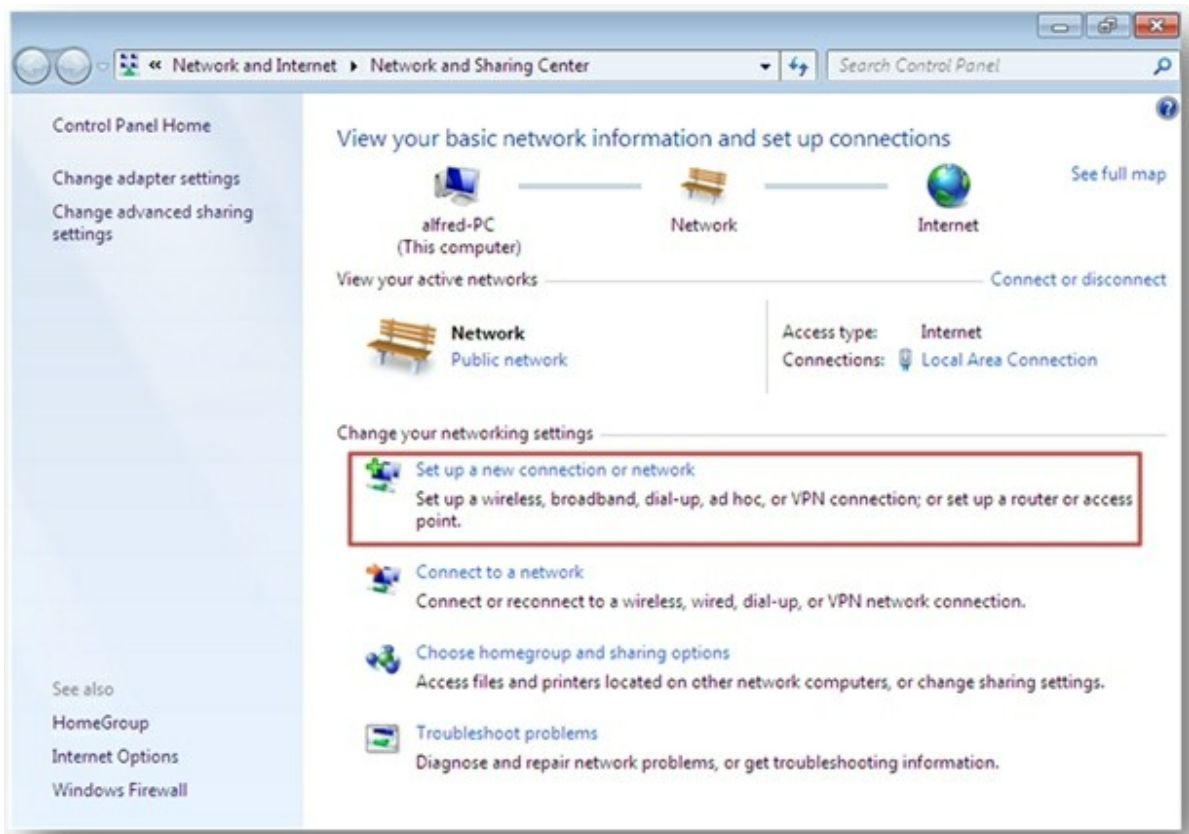 « Network and Internet ▸ Network and Sharing Center
Search Control Panel
Control Panel Home
Change adapter settings
Change advanced sharing
settings
See also
HomeGroup
Internet Options
Windows Firewall
View your basic network information and set up connections
See full map
alfred-PC
(This computer)
Network
Internet
View your active networks
Connect or disconnect
Network
Public network
Access type: Internet
Connections: Local Area Connection
Change your networking settings
Set up a new connection or network
Set up a wireless, broadband, dial-up, ad hoc, or VPN connection; or set up a router or access
point.
Connect to a network
Connect or reconnect to a wireless, wired, dial-up, or VPN network connection.
Choose homegroup and sharing options
Access files and printers located on other network computers, or change sharing settings.
Troubleshoot problems
Diagnose and repair network problems, or get troubleshooting information.